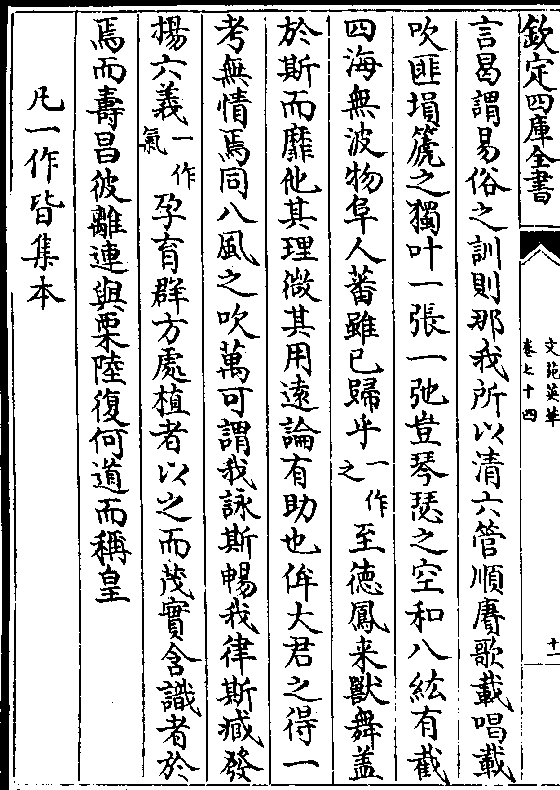 欽定四庫全書
文苑英華
卷七十四
十一
言曷謂易俗之訓則那我所以清六管順賡歌載唱載
吹匪塤篪之獨叶一張一弛豈琴瑟之空和八紘有截
四海無波物阜人蕃雖已歸乎一作之至德鳳来獸舞盖
於斯而靡他其理微其用遠論有助也侔大君之得一
考無情焉同八風之吹萬可謂我詠斯暢我律斯臧發
揚六義一作氣孕育群方處植者以之而茂實含識者於
焉而壽昌彼離連與栗陸復何道而稱皇
凡一作皆集本